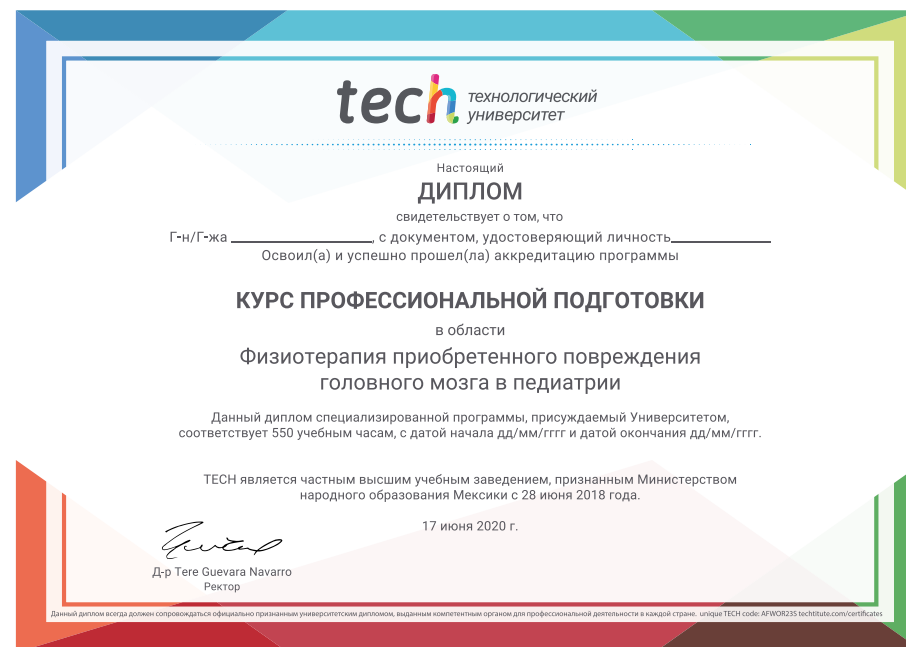 tech технологический
университет
Настоящий
ДИПЛОМ
свидетельствует о том, что
Г-н/Г-жа ____________________, с документом, удостоверяющий личность______________
Освоил(а) и успешно прошел(ла) аккредитацию программы
КУРС ПРОФЕССИОНАЛЬНОЙ ПОДГОТОВКИ
в области
Физиотерапия приобретенного повреждения
головного мозга в педиатрии
Данный диплом специализированной программы, присуждаемый Университетом,
соответствует 550 учебным часам, с датой начала дд/мм/гггг и датой окончания дд/мм/гггг.
TECH является частным высшим учебным заведением, признанным Министерством
народного образования Мексики с 28 июня 2018 года.
17 июня 2020 г.
Д-р Tere Guevara Navarro
Ректор
Данный диплом всегда должен сопровождаться официально признанным университетским дипломом, выданным компетентным органом для профессиональной деятельности в каждой стране. unique TECH code: AFWOR23S techtitute.com/certificates